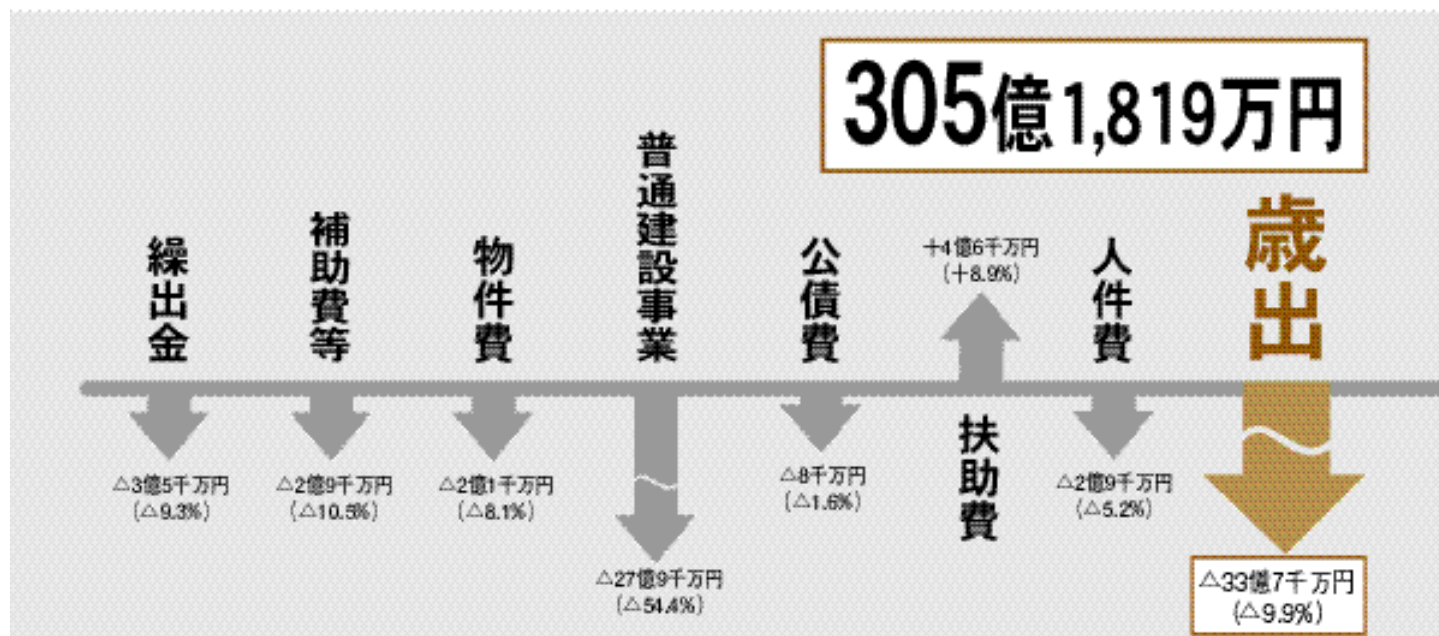 305億1,819万円
歳出
△33億7千万円
(△9.9%)
人件費
△2億9千万円
(△5.2%)
+4億6千万円
(+8.9%)
扶助費
公債費
△8千万円
(△1.6%)
普通建設事業
△27億9千万円
(△54.4%)
物件費
△2億1千万円
(△8.1%)
補助費等
△2億9千万円
(△10.5%)
繰出金
△3億5千万円
(△9.3%)